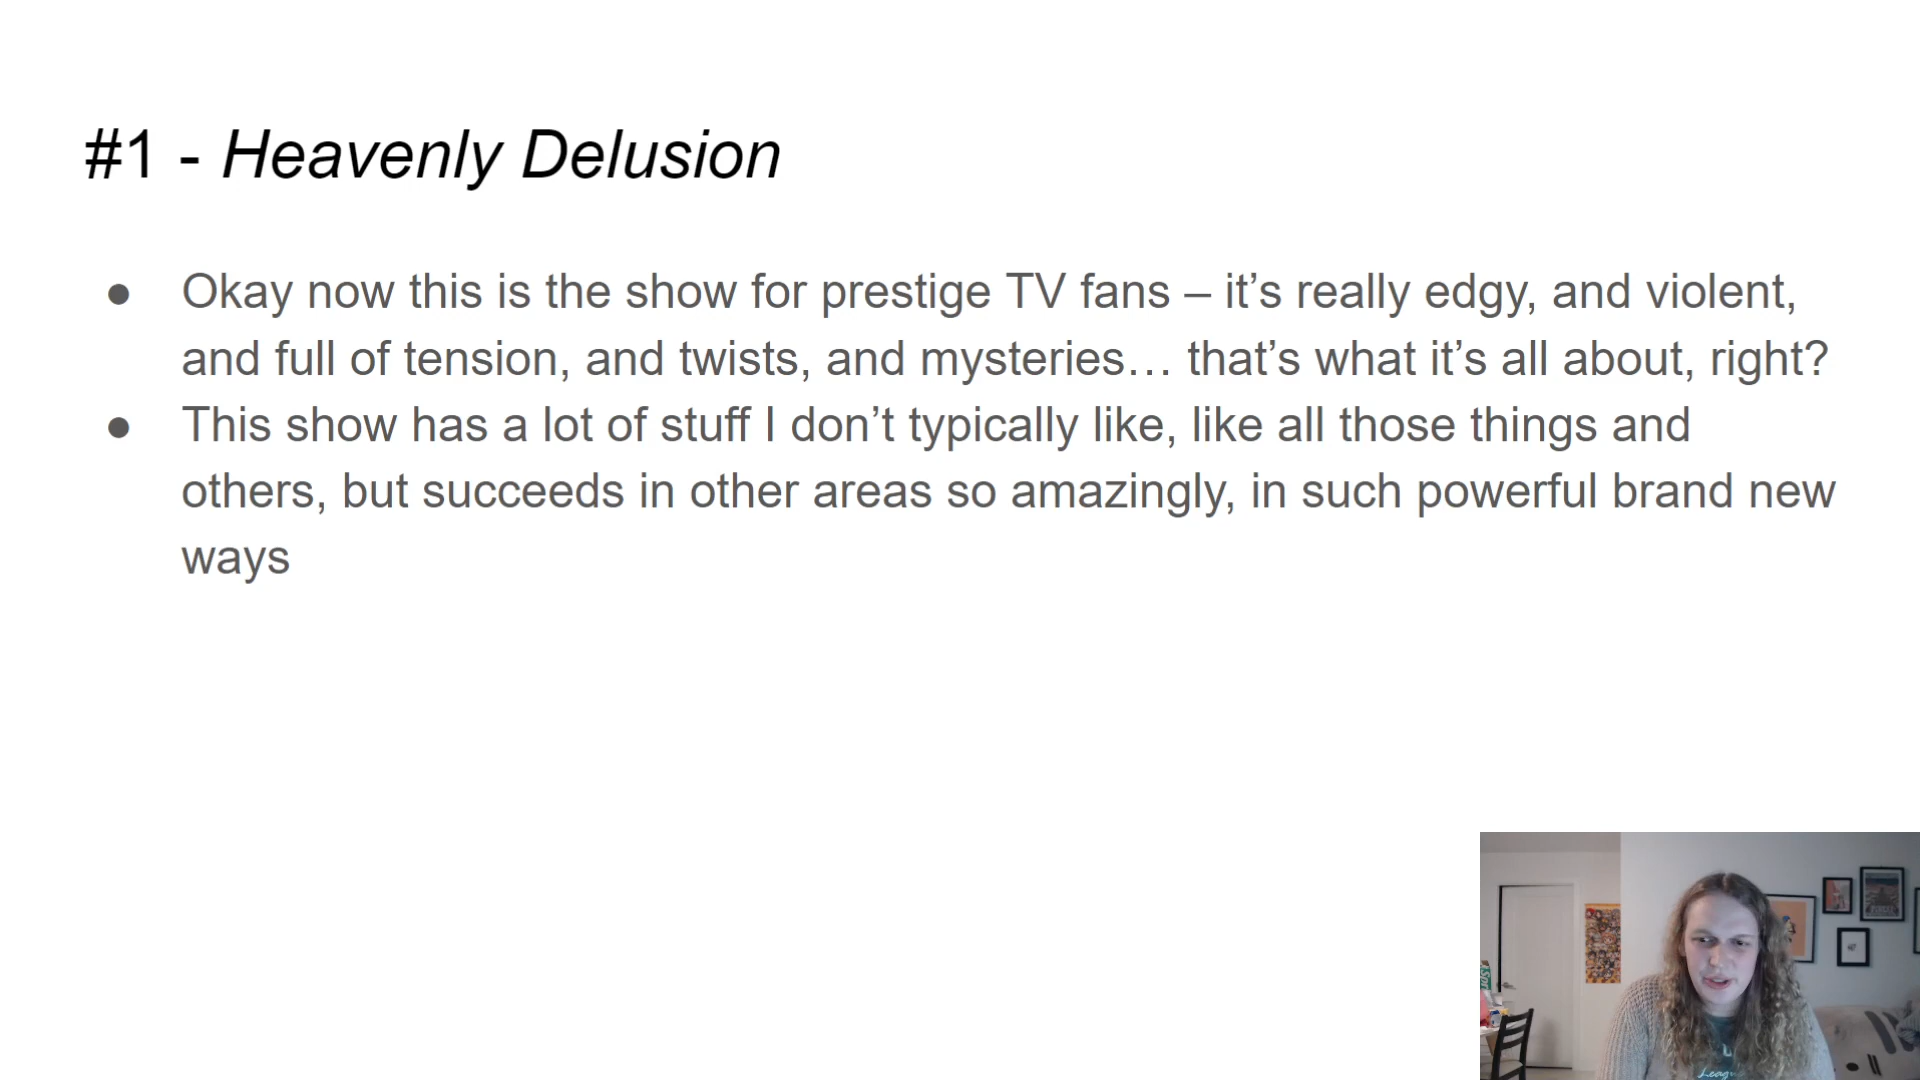 #1 - Heavenly Delusion
● Okay now this is the show for prestige TV fans – it’s really edgy, and violent,
and full of tension, and twists, and mysteries… that’s what it’s all about, right?
● This show has a lot of stuff I don’t typically like, like all those things and
others, but succeeds in other areas so amazingly, in such powerful brand new
ways